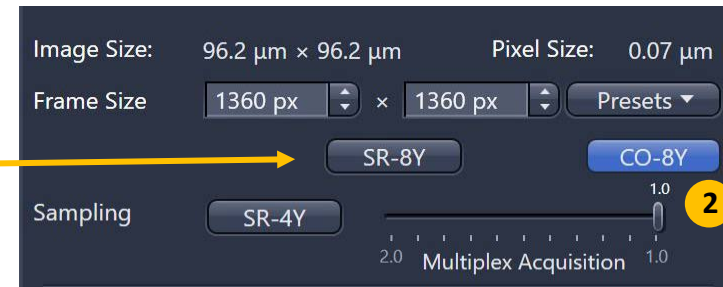 Image Size: 96.2 µm × 96.2 µm Pixel Size: 0.07 µm
Frame Size 1360 px × 1360 px Presets
SR-8Y CO-8Y
1.0
2
Sampling SR-4Y
2.0 Multiplex Acquisition 1.0